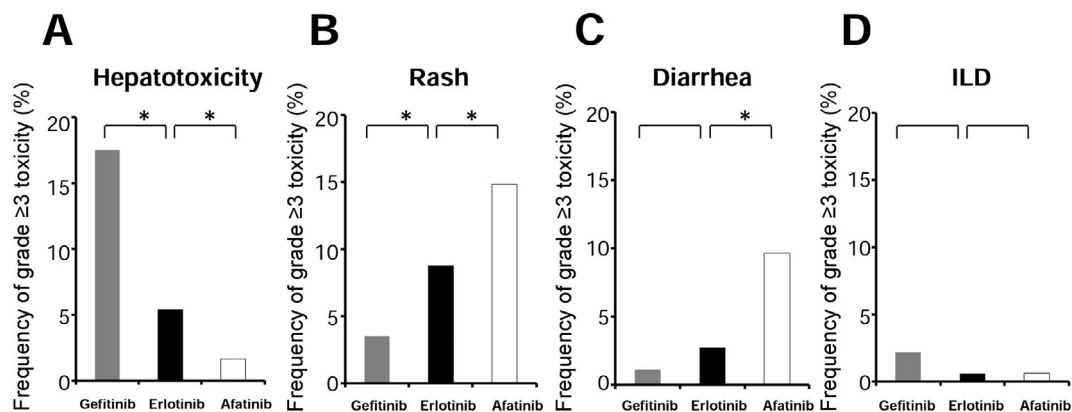 A
Hepatotoxicity
Frequency of grade ≥3 toxicity (%)
* *
20
15
10
5
0
Gefitinib Erlotinib Afatinib
B
Rash
Frequency of grade ≥3 toxicity (%)
* *
20
15
10
5
0
Gefitinib Erlotinib Afatinib
C
Diarrhea
Frequency of grade ≥3 toxicity (%)
*
20
15
10
5
0
Gefitinib Erlotinib Afatinib
D
ILD
Frequency of grade ≥3 toxicity (%)
20
15
10
5
0
Gefitinib Erlotinib Afatinib